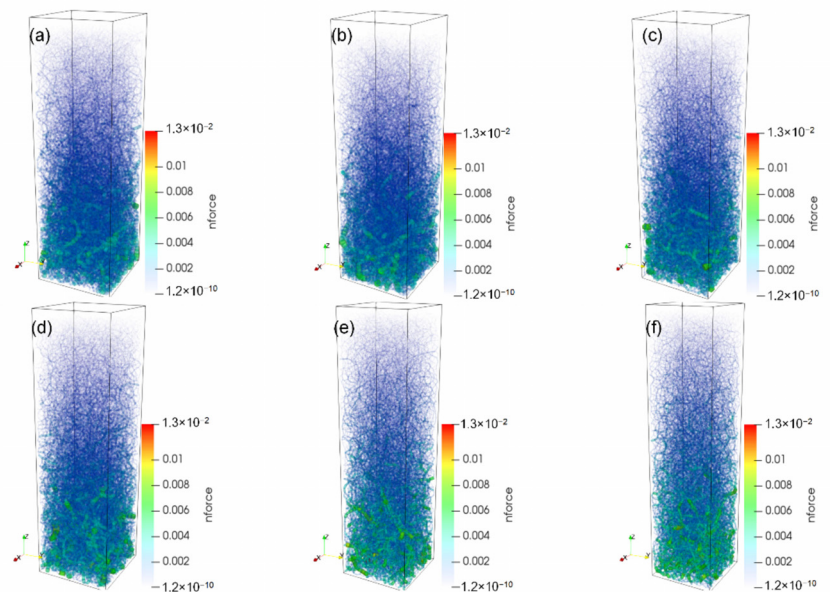 (a)
1.3×10⁻²
0.01
0.008
0.006
0.004
0.002
1.2×10⁻¹⁰
nforce
Z
X
Y
(b)
1.3×10⁻²
0.01
0.008
0.006
0.004
0.002
1.2×10⁻¹⁰
nforce
Z
X
Y
(c)
1.3×10⁻²
0.01
0.008
0.006
0.004
0.002
1.2×10⁻¹⁰
nforce
Z
X
Y
(d)
1.3×10⁻²
0.01
0.008
0.006
0.004
0.002
1.2×10⁻¹⁰
nforce
Z
X
Y
(e)
1.3×10⁻²
0.01
0.008
0.006
0.004
0.002
1.2×10⁻¹⁰
nforce
Z
X
Y
(f)
1.3×10⁻²
0.01
0.008
0.006
0.004
0.002
1.2×10⁻¹⁰
nforce
Z
X
Y